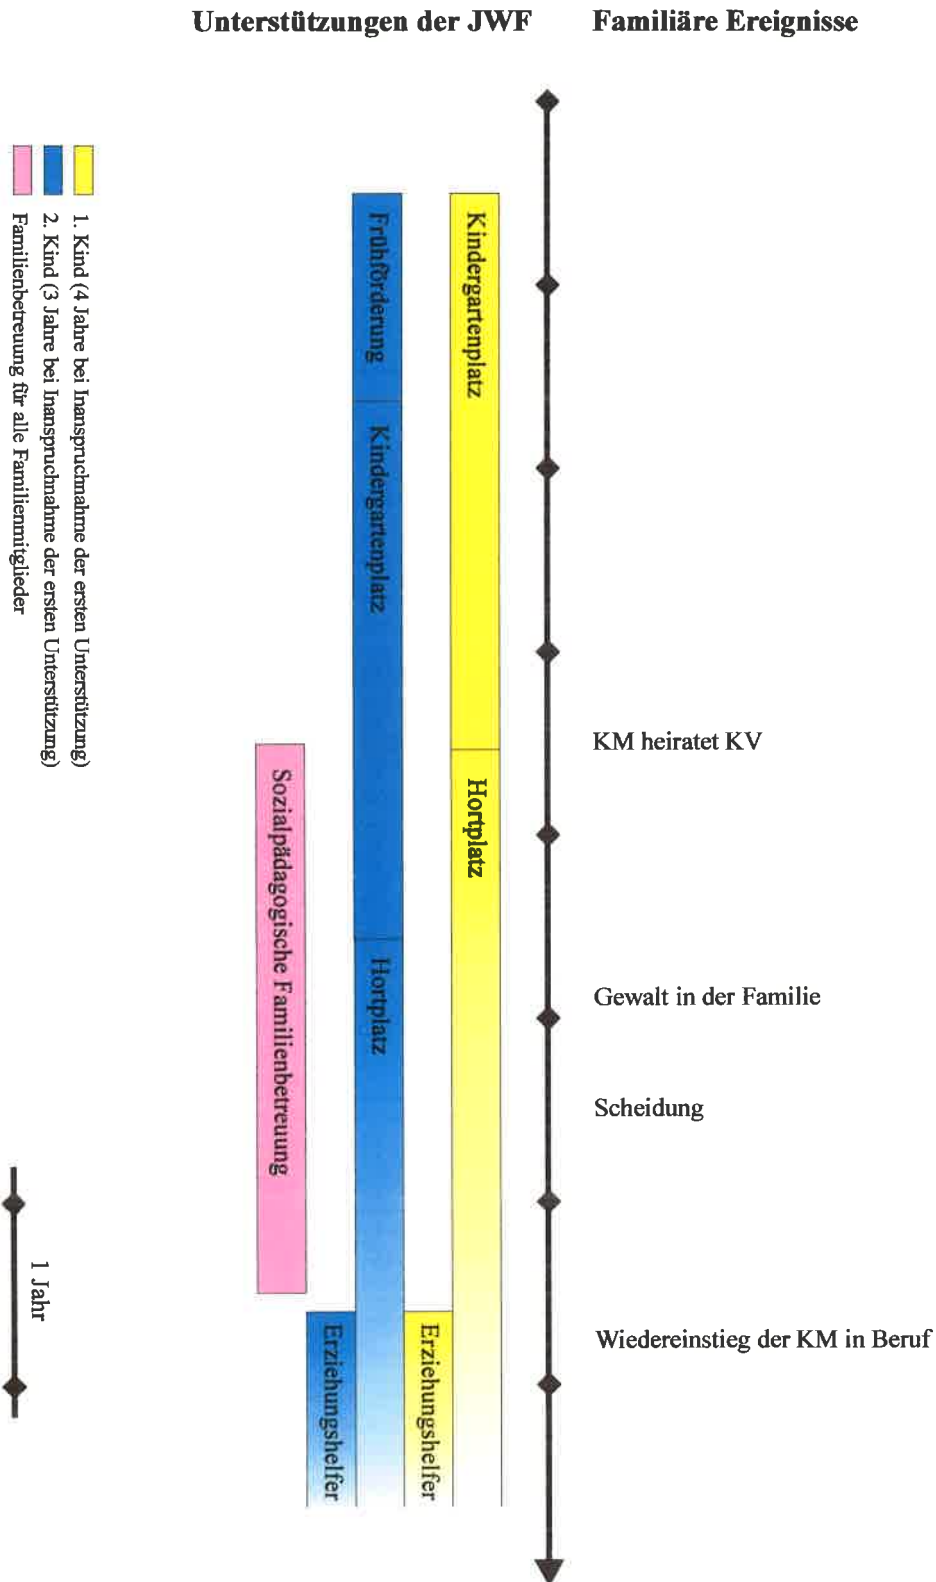 Unterstützungen der JWF
Familiäre Ereignisse
KM heiratet KV
Gewalt in der Familie
Scheidung
Wiedereinstieg der KM in Beruf
Kindergartenplatz
Hortplatz
Erziehungshelfer
Frühförderung
Kindergartenplatz
Hortplatz
Erziehungshelfer
Sozialpädagogische Familienbetreuung
1. Kind (4 Jahre bei Inanspruchnahme der ersten Unterstützung)
2. Kind (3 Jahre bei Inanspruchnahme der ersten Unterstützung)
Familienbetreuung für alle Familienmitglieder
1 Jahr